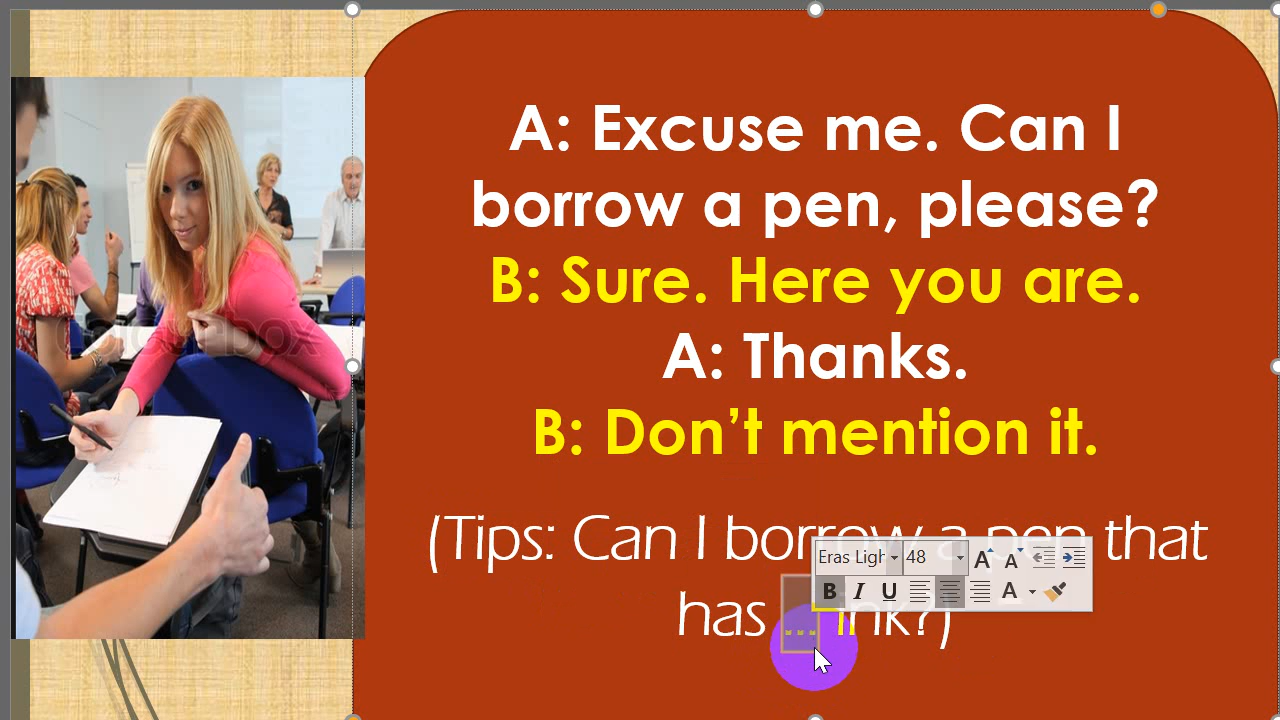 A: Excuse me. Can I
borrow a pen, please?
B: Sure. Here you are.
A: Thanks.
B: Don't mention it.
(Tips: Can I borrow a pen that
has ... ink?)
Eras Ligh
48
A A
B I U
A